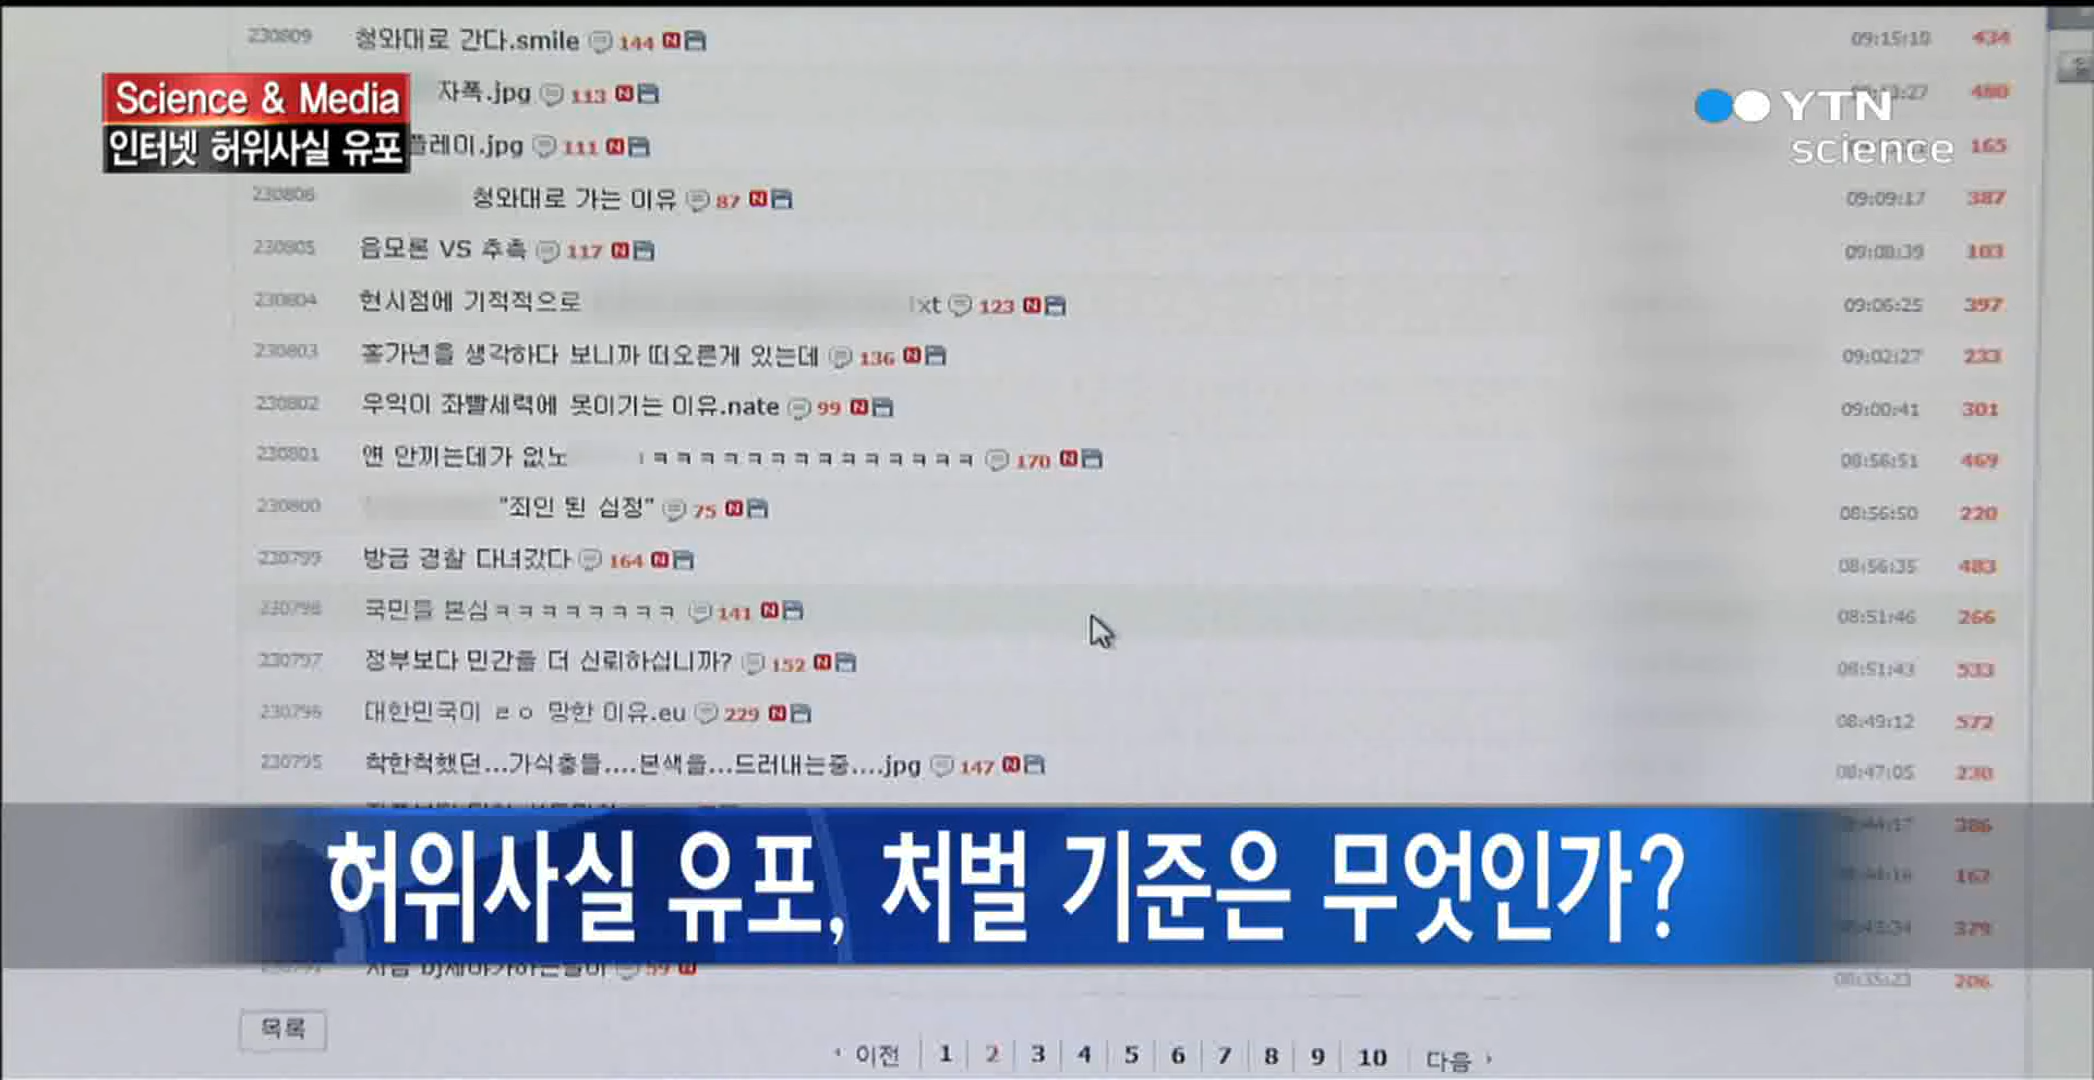 230809 청와대로 간다.smile 144 N 09:15:18 434
Science & Media
자폭.jpg 113 N 27 480
YTN
science
인터넷 허위사실 유포
플레이.jpg 111 N 165
230806 청와대로 가는 이유 87 N 09:09:17 387
230805 음모론 VS 추측 117 N 09:08:39 103
230804 현시점에 기적적으로 txt 123 N 09:06:25 397
230803 홍가년을 생각하다 보니까 떠오른게 있는데 136 N 09:02:27 233
230802 우익이 좌빨세력에 못이기는 이유.nate 99 N 09:00:41 301
230801 얜 안끼는데가 없노 ㅋㅋㅋㅋㅋㅋㅋㅋㅋㅋㅋㅋㅋㅋ 170 N 08:56:51 469
230800 "죄인 된 심정" 75 N 08:56:50 220
230799 방금 경찰 다녀갔다 164 N 08:56:35 483
230798 국민들 본심ㅋㅋㅋㅋㅋㅋㅋㅋ 141 N 08:51:46 266
230797 정부보다 민간을 더 신뢰하십니까? 152 N 08:51:43 533
230796 대한민국이 ㄹㅇ 망한 이유.eu 229 N 08:49:12 572
230795 착한척했던...가식충들....본색을...드러내는중....jpg 147 N 08:47:05 230
허위사실 유포, 처벌 기준은 무엇인가?
386
167
379
59 N 08:35:23 206
목록
이전 1 2 3 4 5 6 7 8 9 10 다음